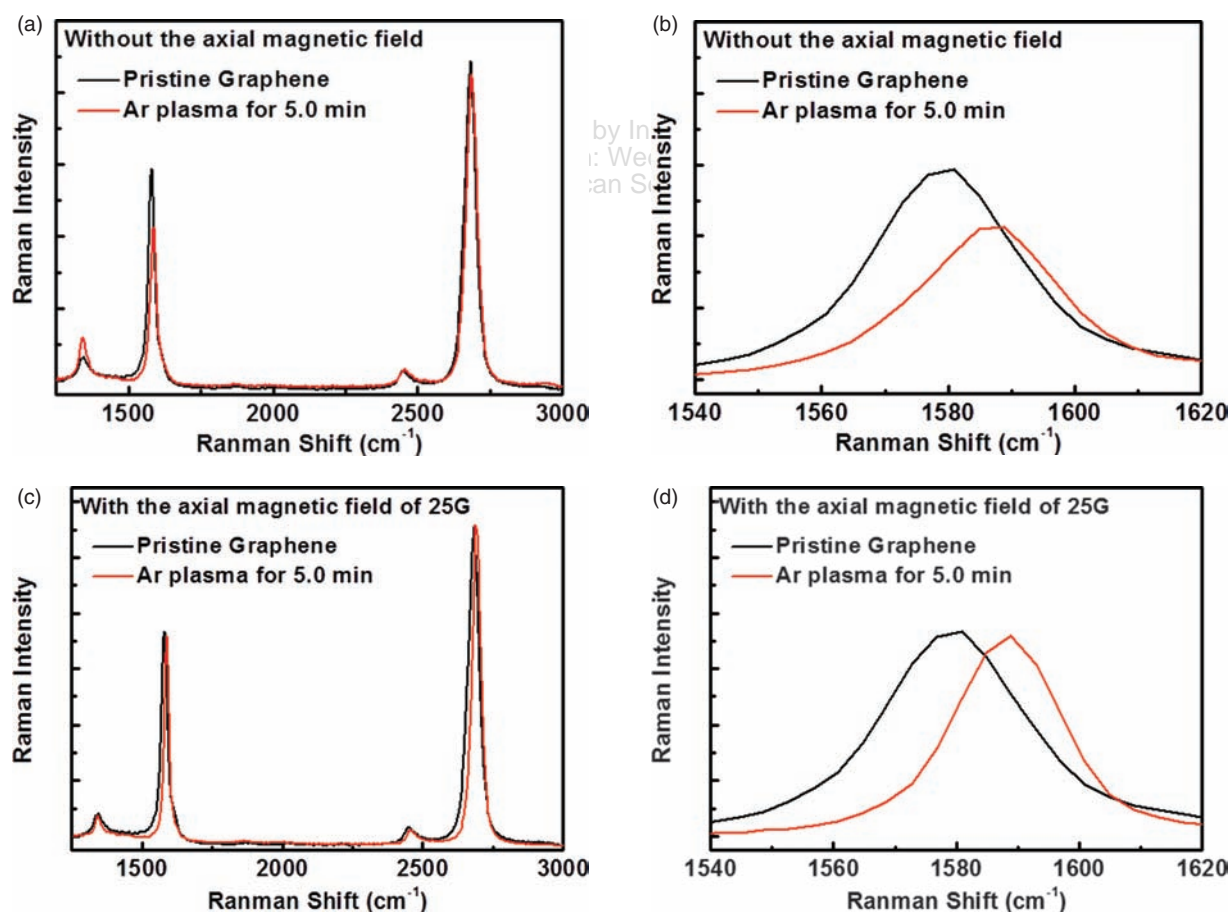 (a)
Without the axial magnetic field
Pristine Graphene
Ar plasma for 5.0 min
Raman Intensity
1500 2000 2500 3000
Ranman Shift (cm⁻¹)
(b)
Without the axial magnetic field
Pristine Graphene
Ar plasma for 5.0 min
Raman Intensity
1540 1560 1580 1600 1620
Ranman Shift (cm⁻¹)
by In
: Wed
can So
(c)
With the axial magnetic field of 25G
Pristine Graphene
Ar plasma for 5.0 min
Raman Intensity
1500 2000 2500 3000
Ranman Shift (cm⁻¹)
(d)
With the axial magnetic field of 25G
Pristine Graphene
Ar plasma for 5.0 min
Raman Intensity
1540 1560 1580 1600 1620
Ranman Shift (cm⁻¹)